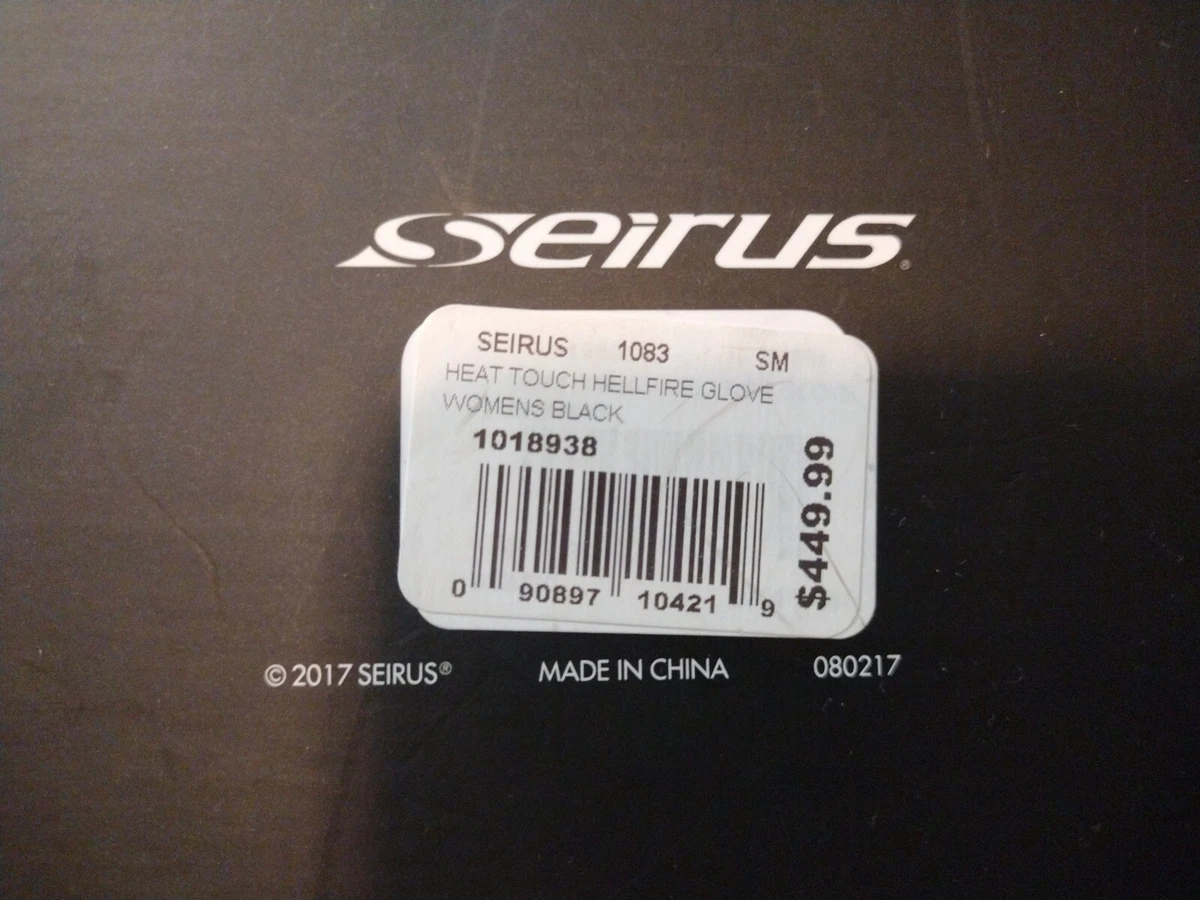 seirus®
SEIRUS 1083 SM
HEAT TOUCH HELLFIRE GLOVE
WOMENS BLACK
1018938
$449.99
0 90897 10421 9
© 2017 SEIRUS® MADE IN CHINA 080217